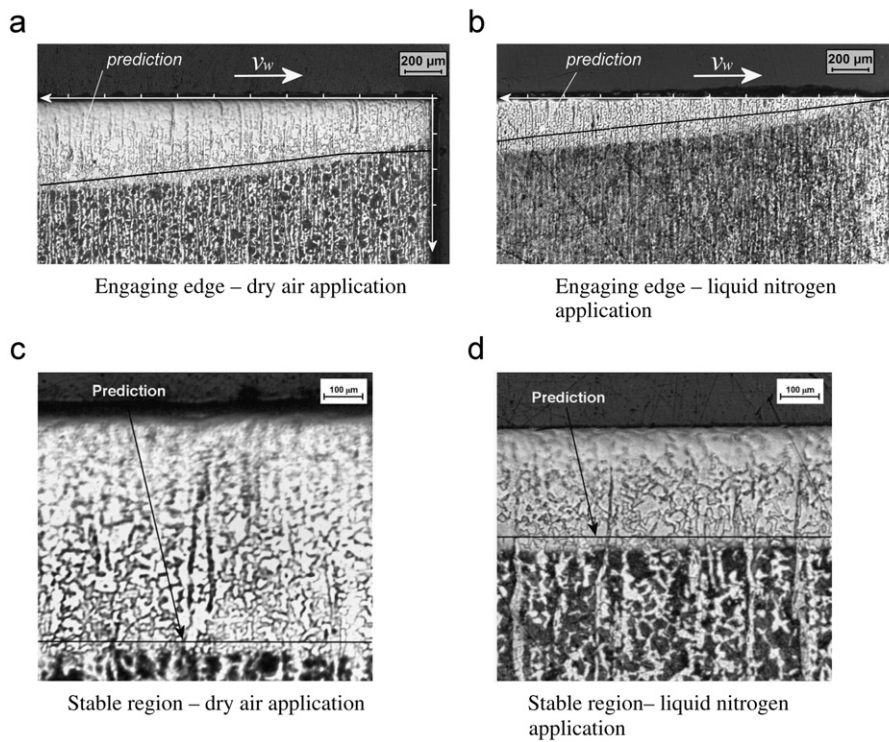 a
b
prediction
v_w
200 µm
prediction
v_w
200 µm
Engaging edge – dry air application
Engaging edge – liquid nitrogen
application
c
d
Prediction
100 µm
Prediction
100 µm
Stable region – dry air application
Stable region– liquid nitrogen
application